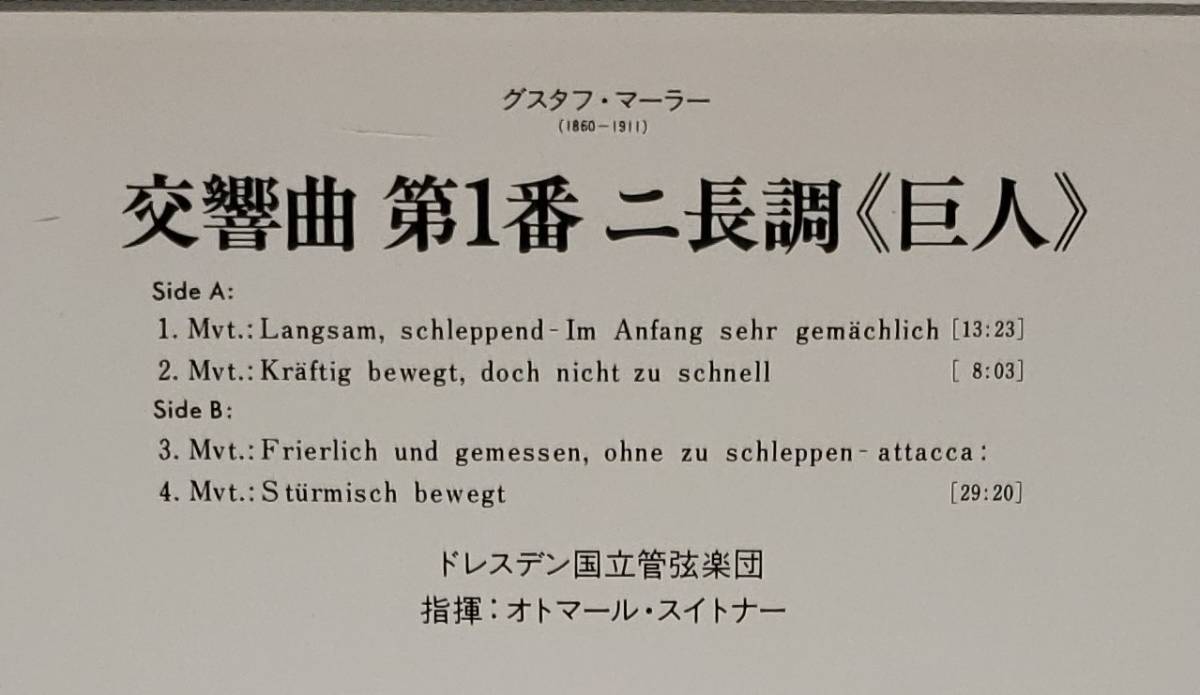 グスタフ・マーラー
(1860－1911)
交響曲 第1番 ニ長調《巨人》
Side A:
1. Mvt.: Langsam, schleppend - Im Anfang sehr gemächlich [13:23]
2. Mvt.: Kräftig bewegt, doch nicht zu schnell [ 8:03]
Side B:
3. Mvt.: Frierlich und gemessen, ohne zu schleppen - attacca:
4. Mvt.: Stürmisch bewegt [29:20]
ドレスデン国立管弦楽団
指揮：オトマール・スイトナー